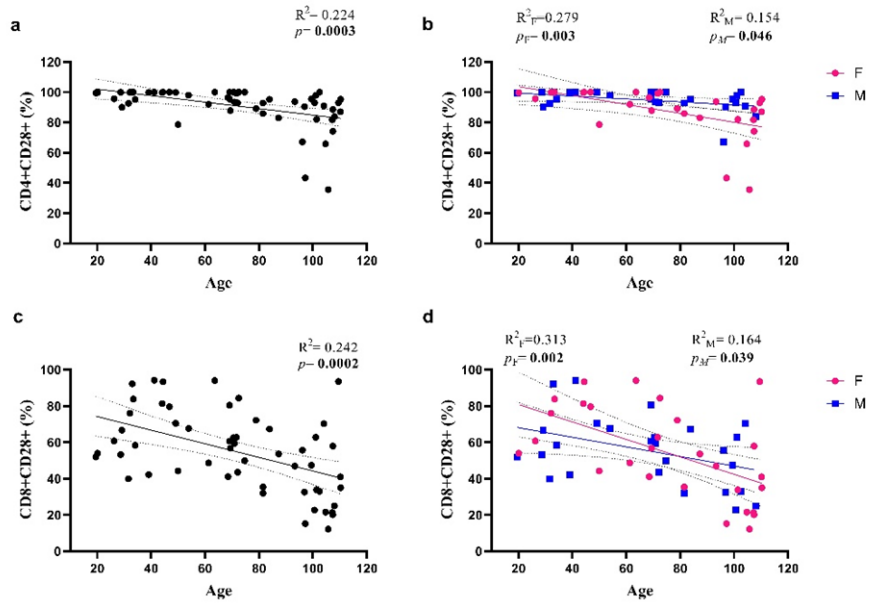 a
R²= 0.224
p= 0.0003
CD4+CD28+ (%)
120
100
80
60
40
20
0
20 40 60 80 100 120
Age
b
R²F=0.279 R²M = 0.154
pF= 0.003 pM= 0.046
F
M
CD4+CD28+ (%)
120
100
80
60
40
20
0
20 40 60 80 100 120
Age
c
R²= 0.242
p= 0.0002
CD8+CD28+ (%)
100
80
60
40
20
0
20 40 60 80 100 120
Age
d
R²F=0.313 R²M = 0.164
pF= 0.002 pM= 0.039
F
M
CD8+CD28+ (%)
100
80
60
40
20
0
20 40 60 80 100 120
Age